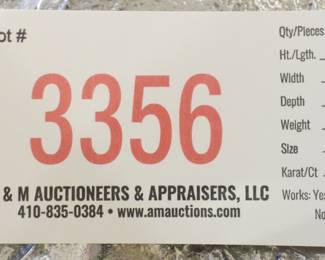 ot #
3356
& M AUCTIONEERS & APPRAISERS, LLC
410-835-0384 • www.amauctions.com
Qty/Pieces
Ht./Lgth.
Width
Depth
Weight
Size
Karat/Ct
Works: Yes
No